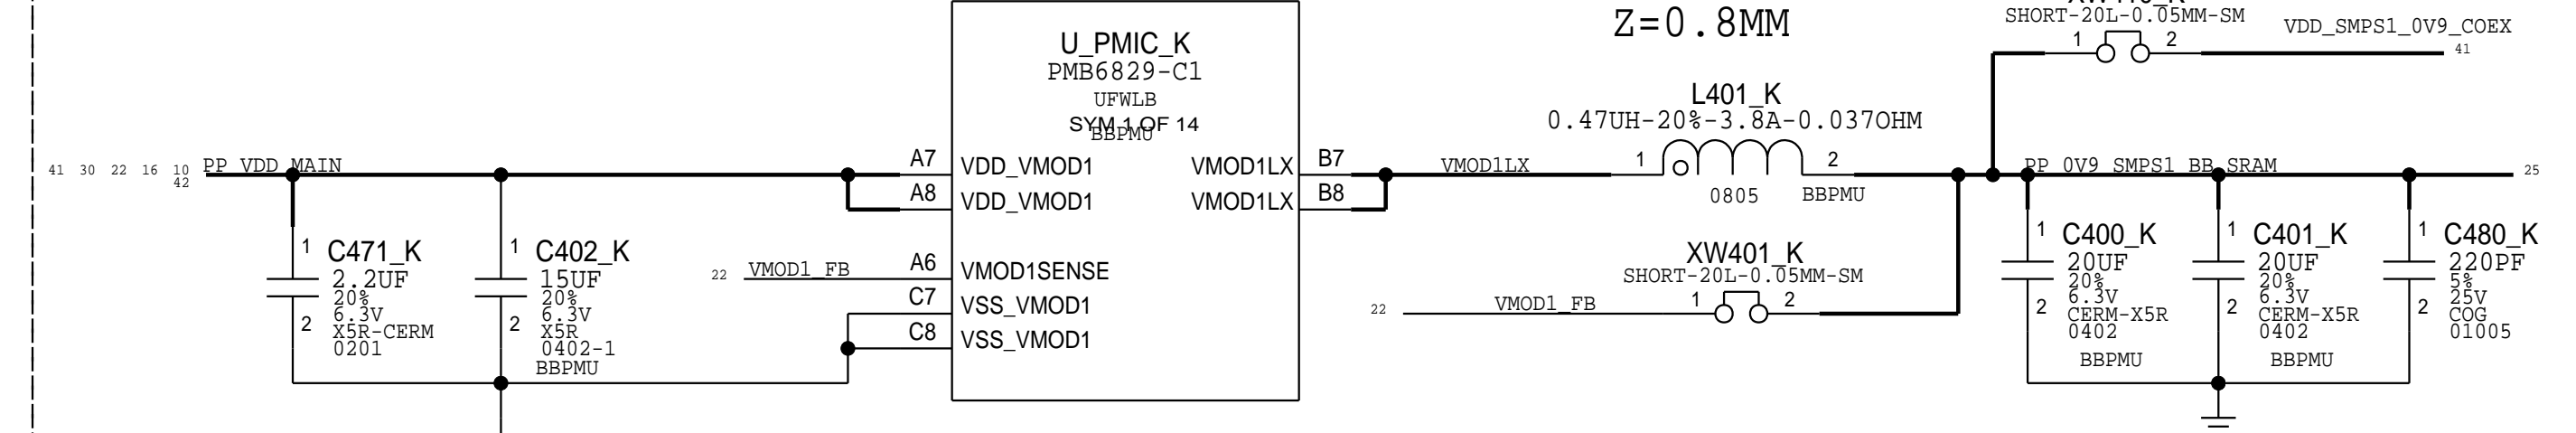 U_PMIC_K
PMB6829-C1
UFWLB
SYM 1 OF 14
BBPMU
41 30 22 16 10
42
PP_VDD_MAIN
A7 VDD_VMOD1
A8 VDD_VMOD1
A6 VMOD1SENSE
C7 VSS_VMOD1
C8 VSS_VMOD1
VMOD1LX B7
VMOD1LX B8
22 VMOD1_FB
1
C471_K
2.2UF
20%
6.3V
2
X5R-CERM
0201
1
C402_K
15UF
20%
6.3V
2
X5R
0402-1
BBPMU
Z=0.8MM
L401_K
0.47UH-20%-3.8A-0.037OHM
VMOD1LX
1 2
0805
BBPMU
XW401_K
SHORT-20L-0.05MM-SM
22 VMOD1_FB
1 2
SHORT-20L-0.05MM-SM
1 2
VDD_SMPS1_0V9_COEX
41
PP_0V9_SMPS1_BB_SRAM
25
1
C400_K
20UF
20%
6.3V
2
CERM-X5R
0402
BBPMU
1
C401_K
20UF
20%
6.3V
2
CERM-X5R
0402
BBPMU
1
C480_K
220PF
5%
25V
2
COG
01005